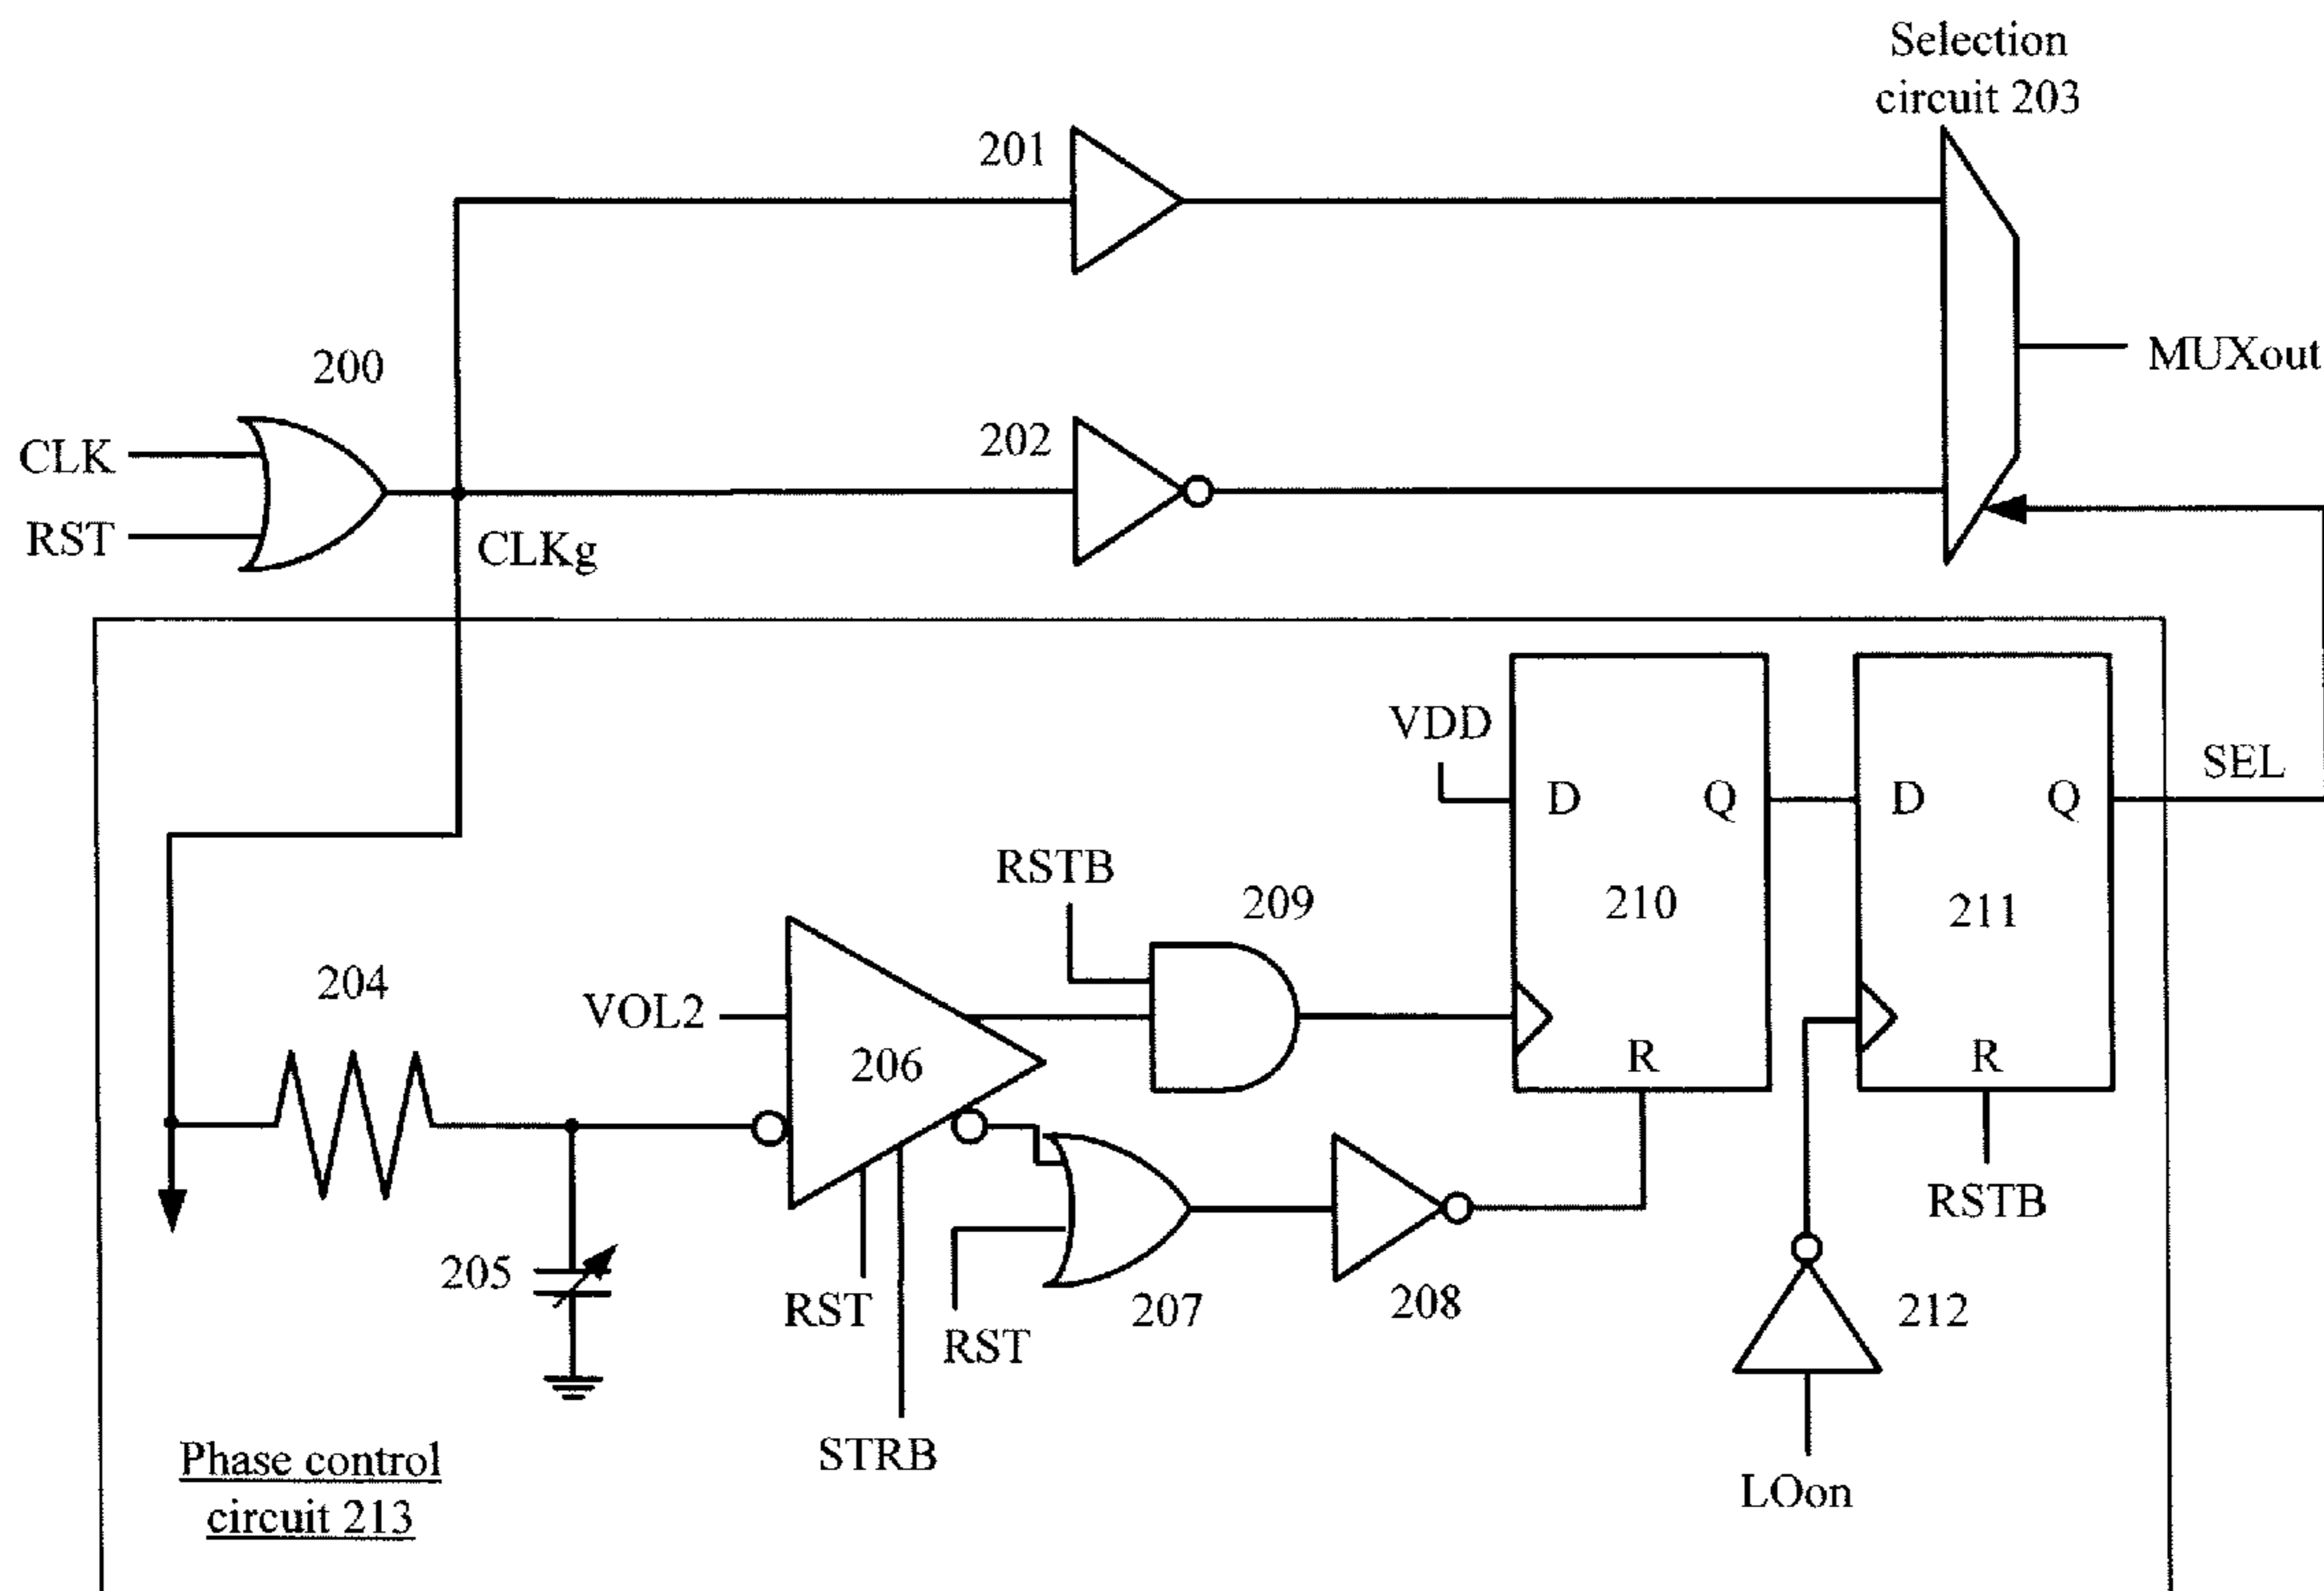 Selection
circuit 203
201
200
202
MUXout
CLK
RST
CLKg
VDD
SEL
D
Q
D
Q
RSTB
209
210
211
204
VOL2
206
R
R
RSTB
205
RST
207
208
212
RST
STRB
LOon
Phase control
circuit 213